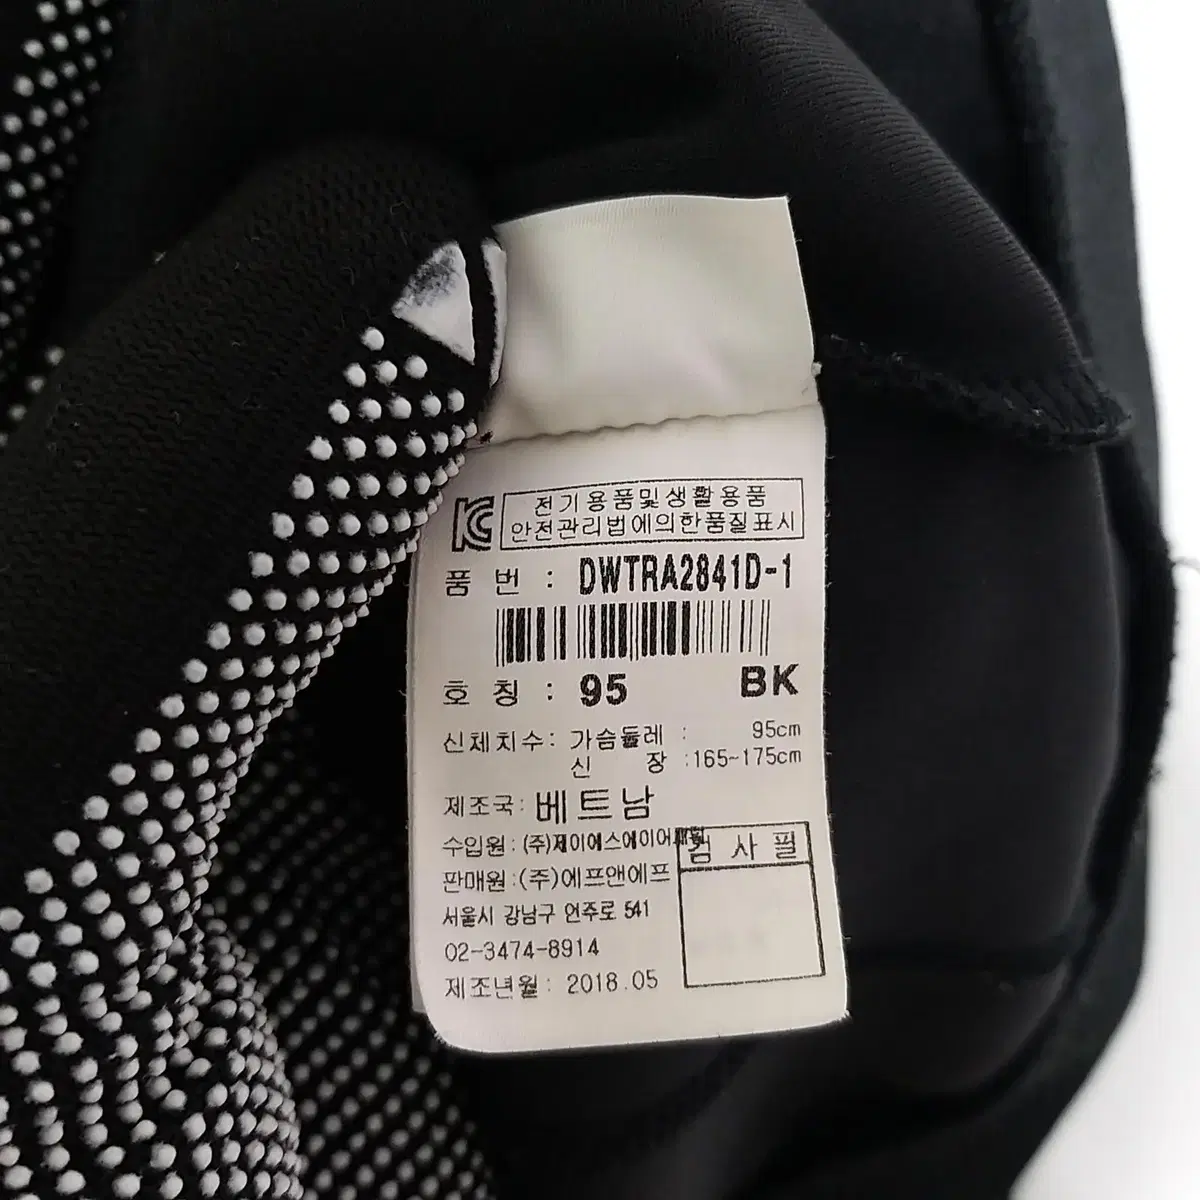 전기용품및생활용품
안전관리법에의한품질표시
품 번 : DWTRA2841D-1
호 칭 : 95 BK
신체치수: 가슴둘레 : 95cm
신 장 :165~175cm
제조국: 베트남
수입원: (주)제이에스에이어패럴
검 사 필
판매원:(주)에프앤에프
서울시 강남구 언주로 541
02-3474-8914
제조년월: 2018.05